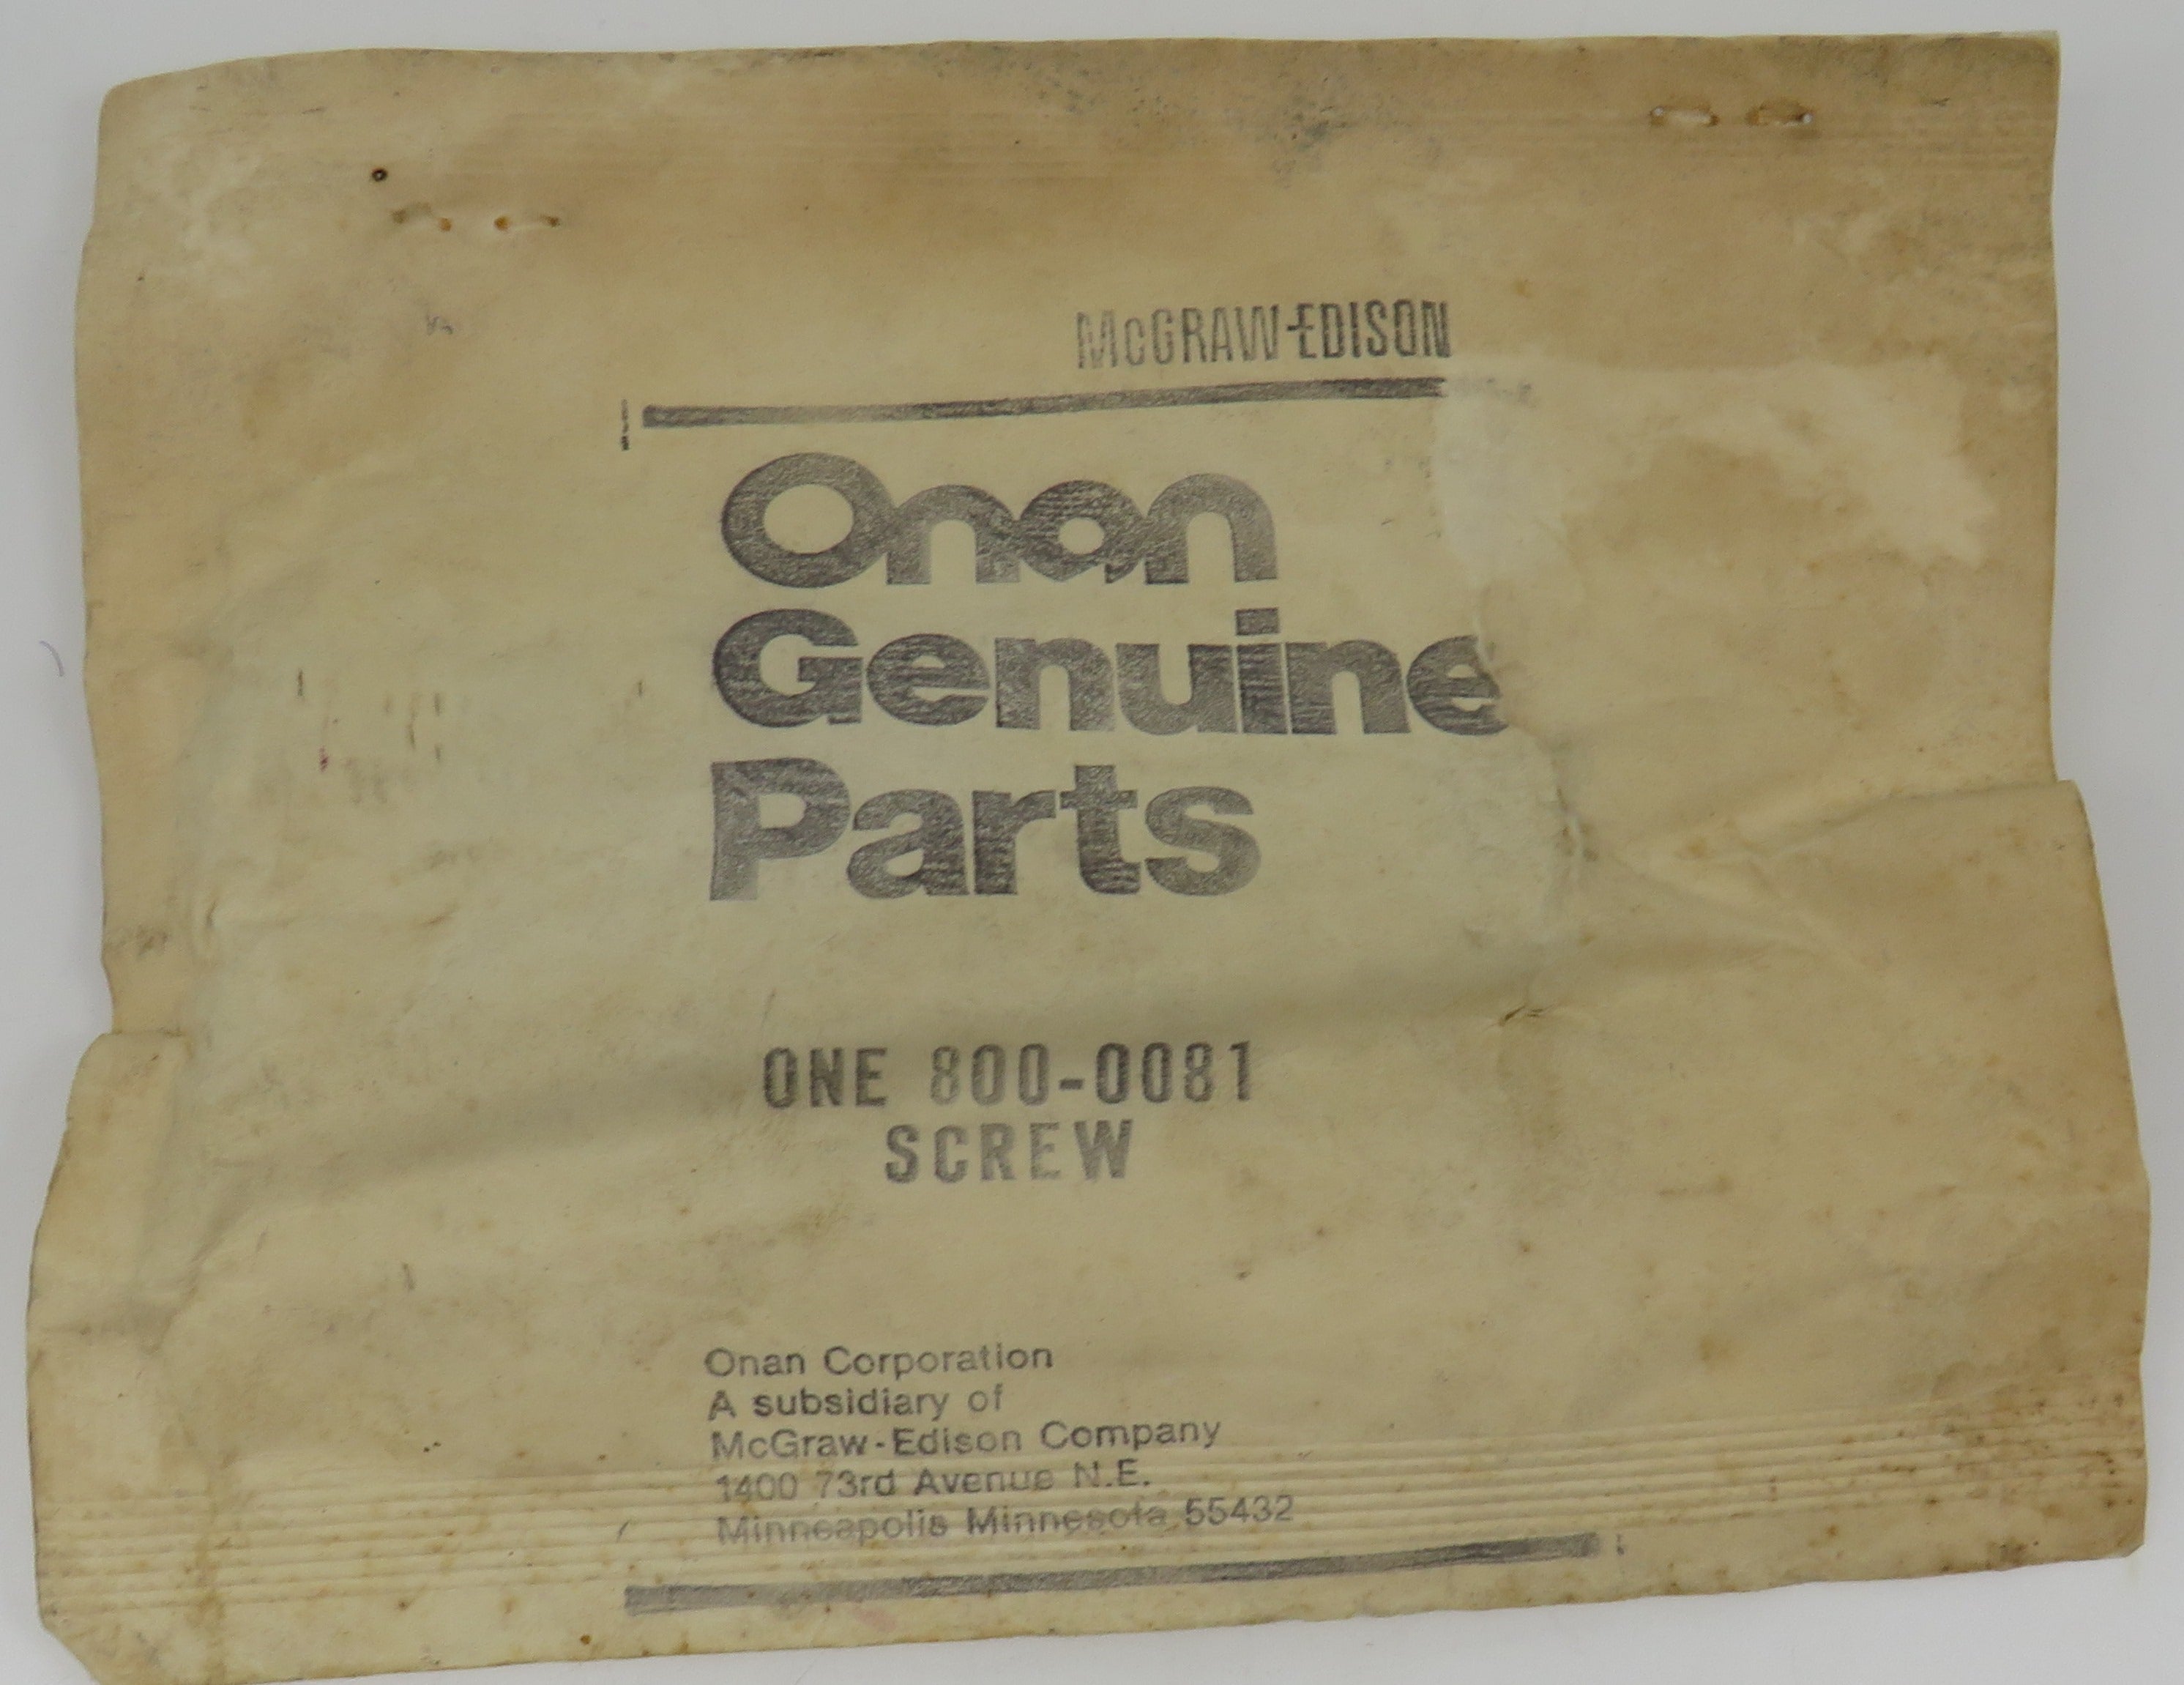 McGRAW-EDISON
Onan
Genuine
Parts
ONE 800-0081
SCREW
Onan Corporation
A subsidiary of
McGraw-Edison Company
1400 73rd Avenue N.E.
Minneapolis Minnesota 55432